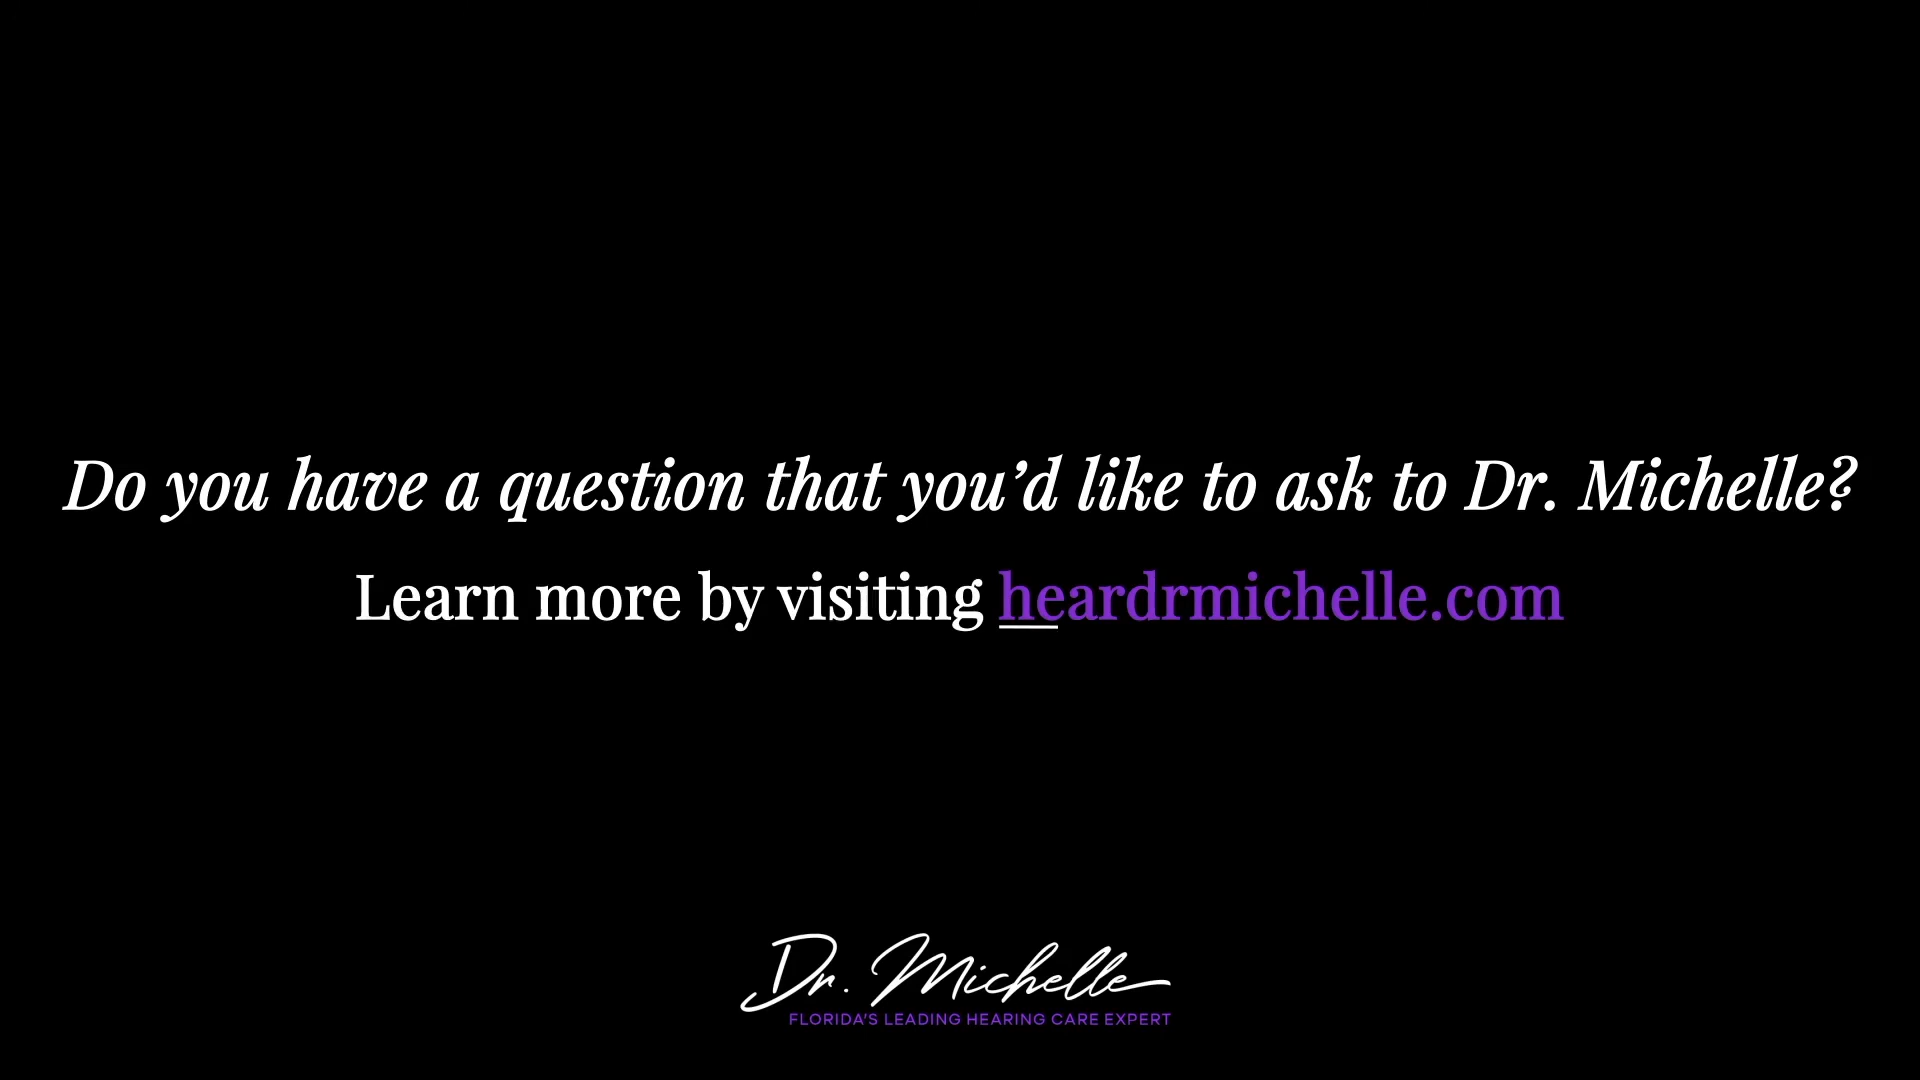 Do you have a question that you’d like to ask to Dr. Michelle?
Learn more by visiting heardrmichelle.com
Dr. Michelle
FLORIDA’S LEADING HEARING CARE EXPERT